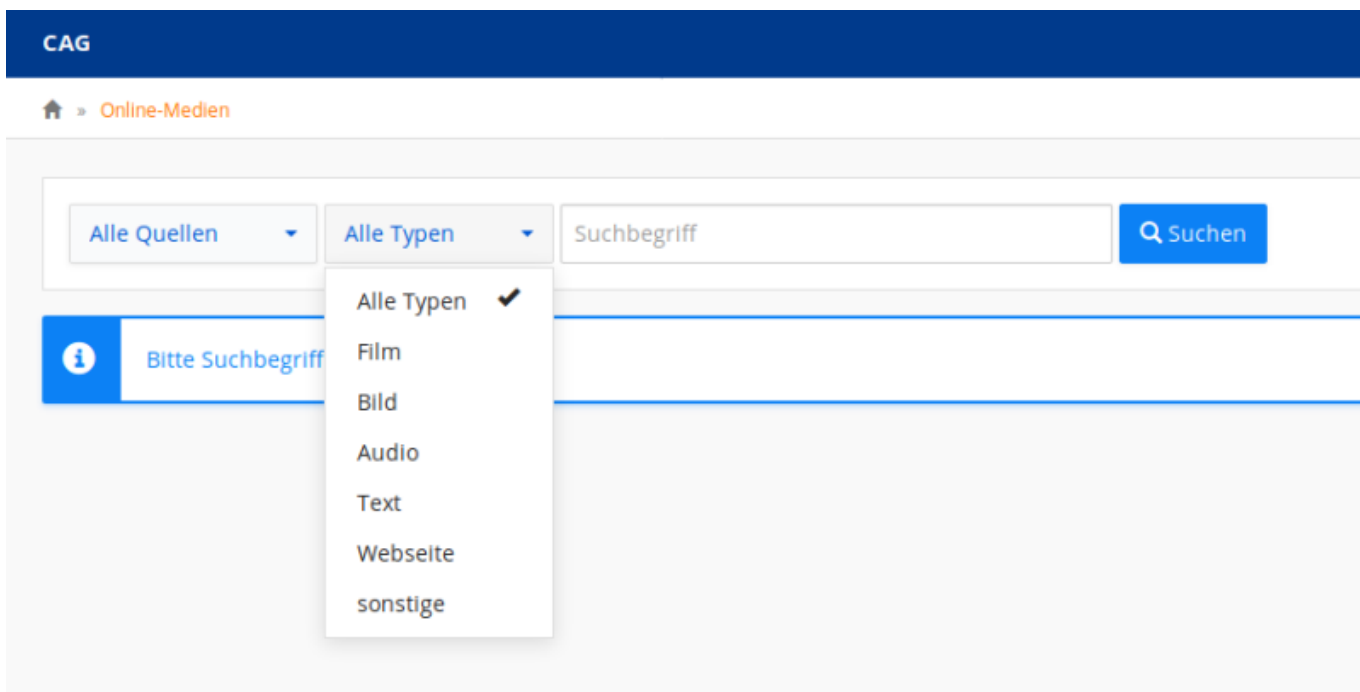 CAG
» Online-Medien
Alle Quellen Alle Typen Suchbegriff Suchen
Alle Typen
Film
Bitte Suchbegriff
Bild
Audio
Text
Webseite
sonstige